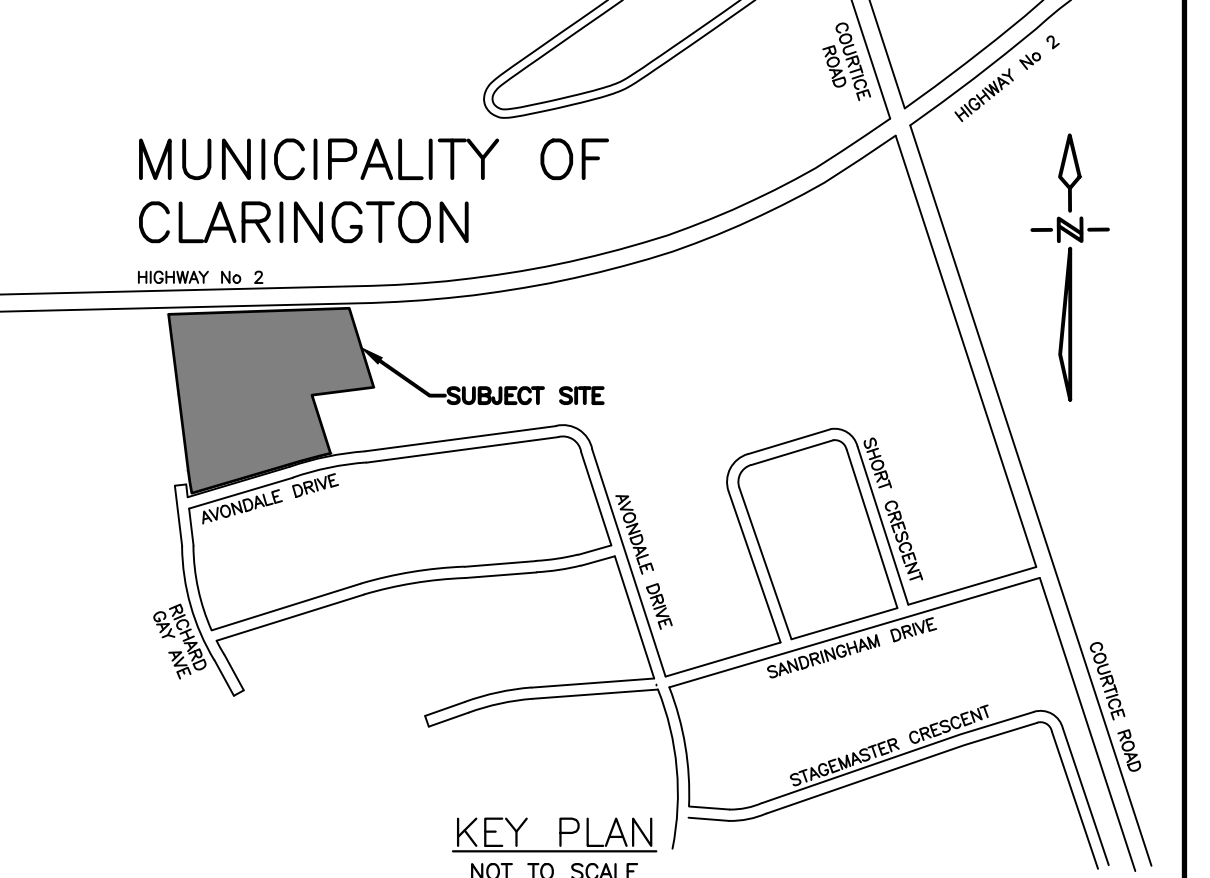 COURTICE
ROAD
HIGHWAY No 2
MUNICIPALITY OF
CLARINGTON
HIGHWAY No 2
N
SUBJECT SITE
AVONDALE DRIVE
SHORT CRESCENT
AVONDALE DRIVE
RICHARD
GAY AVE
SANDRINGHAM DRIVE
COURTICE ROAD
STAGEMASTER CRESCENT
KEY PLAN
NOT TO SCALE